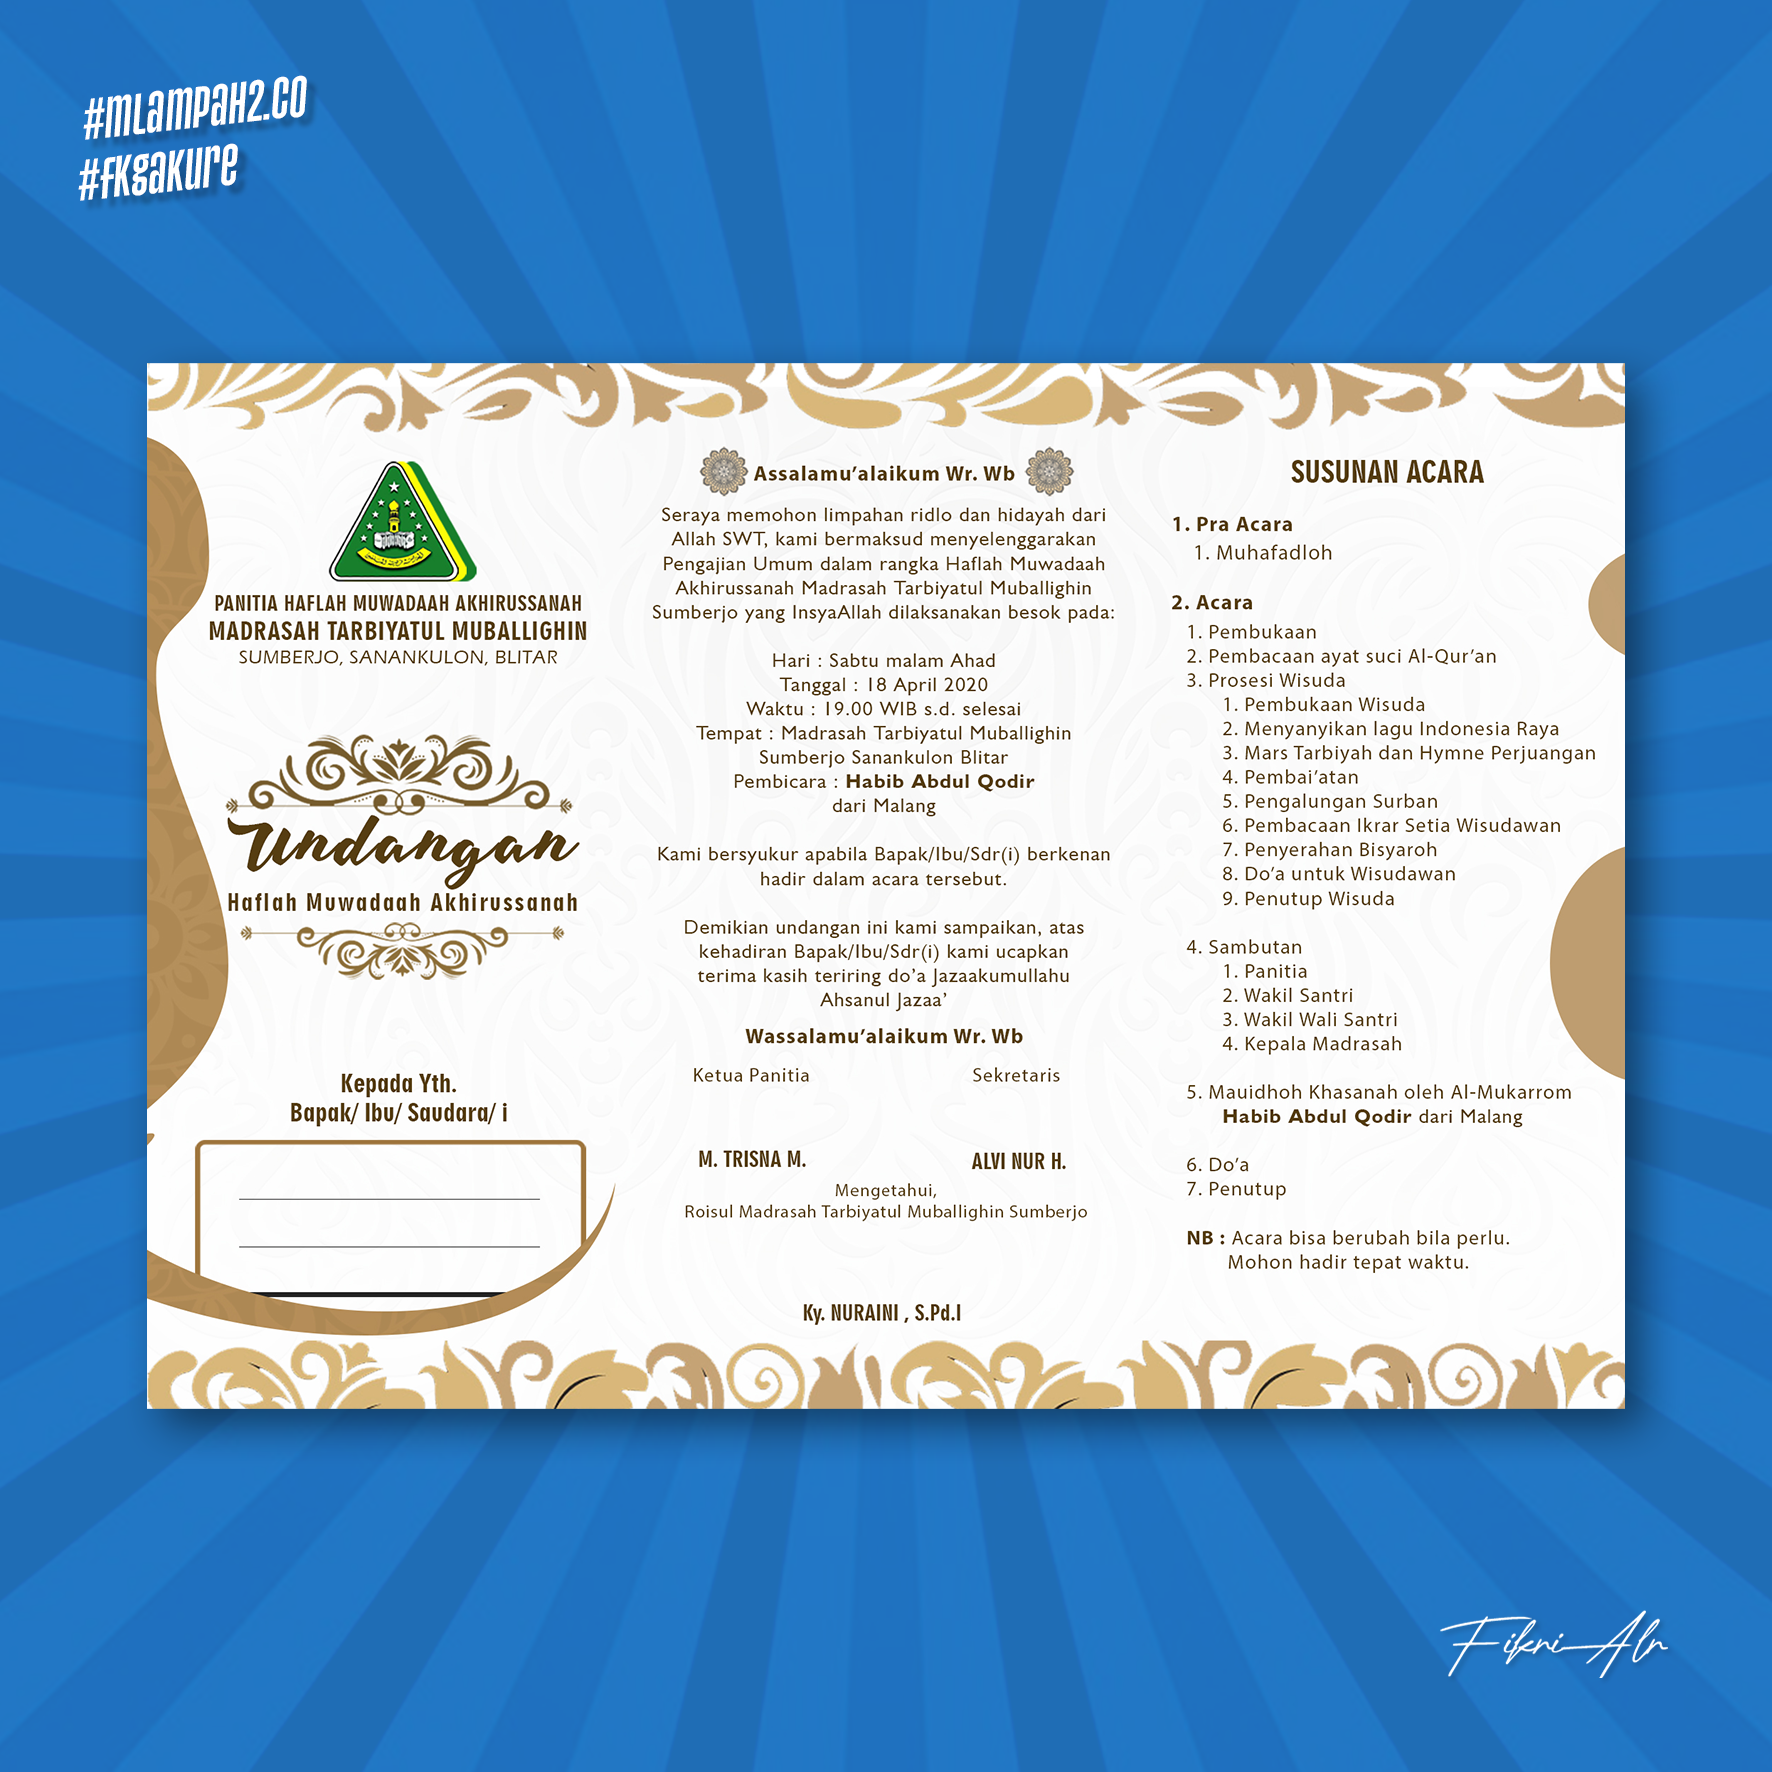 #mLampaH2.CO
#fKgaKure
PANITIA HAFLAH MUWADAAH AKHIRUSSANAH
MADRASAH TARBIYATUL MUBALLIGHIN
SUMBERJO, SANANKULON, BLITAR
Undangan
Haflah Muwadaah Akhirussanah
Kepada Yth.
Bapak/ Ibu/ Saudara/ i
Assalamu'alaikum Wr. Wb
Seraya memohon limpahan ridlo dan hidayah dari
Allah SWT, kami bermaksud menyelenggarakan
Pengajian Umum dalam rangka Haflah Muwadaah
Akhirussanah Madrasah Tarbiyatul Muballighin
Sumberjo yang InsyaAllah dilaksanakan besok pada:
Hari : Sabtu malam Ahad
Tanggal : 18 April 2020
Waktu : 19.00 WIB s.d. selesai
Tempat : Madrasah Tarbiyatul Muballighin
Sumberjo Sanankulon Blitar
Pembicara : Habib Abdul Qodir
dari Malang
Kami bersyukur apabila Bapak/Ibu/Sdr(i) berkenan
hadir dalam acara tersebut.
Demikian undangan ini kami sampaikan, atas
kehadiran Bapak/Ibu/Sdr(i) kami ucapkan
terima kasih teriring do'a Jazaakumullahu
Ahsanul Jazaa'
Wassalamu'alaikum Wr. Wb
Ketua Panitia
Sekretaris
M. TRISNA M.
ALVI NUR H.
Mengetahui,
Roisul Madrasah Tarbiyatul Muballighin Sumberjo
Ky. NURAINI , S.Pd.I
SUSUNAN ACARA
1. Pra Acara
1. Muhafadloh
2. Acara
1. Pembukaan
2. Pembacaan ayat suci Al-Qur'an
3. Prosesi Wisuda
1. Pembukaan Wisuda
2. Menyanyikan lagu Indonesia Raya
3. Mars Tarbiyah dan Hymne Perjuangan
4. Pembai'atan
5. Pengalungan Surban
6. Pembacaan Ikrar Setia Wisudawan
7. Penyerahan Bisyaroh
8. Do'a untuk Wisudawan
9. Penutup Wisuda
4. Sambutan
1. Panitia
2. Wakil Santri
3. Wakil Wali Santri
4. Kepala Madrasah
5. Mauidhoh Khasanah oleh Al-Mukarrom
Habib Abdul Qodir dari Malang
6. Do'a
7. Penutup
NB : Acara bisa berubah bila perlu.
Mohon hadir tepat waktu.
Fikni Aln